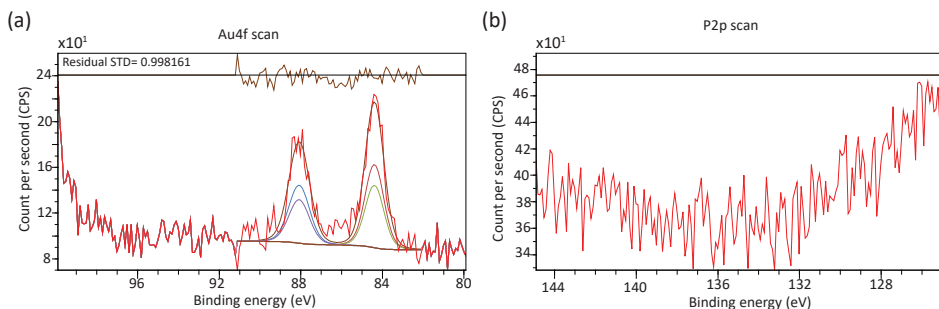 (a)
Au4f scan
x10¹
Residual STD= 0.998161
24
20
16
12
8
Count per second (CPS)
96
92
88
84
80
Binding energy (eV)
(b)
P2p scan
x10¹
48
46
44
42
40
38
36
34
Count per second (CPS)
144
140
136
132
128
Binding energy (eV)